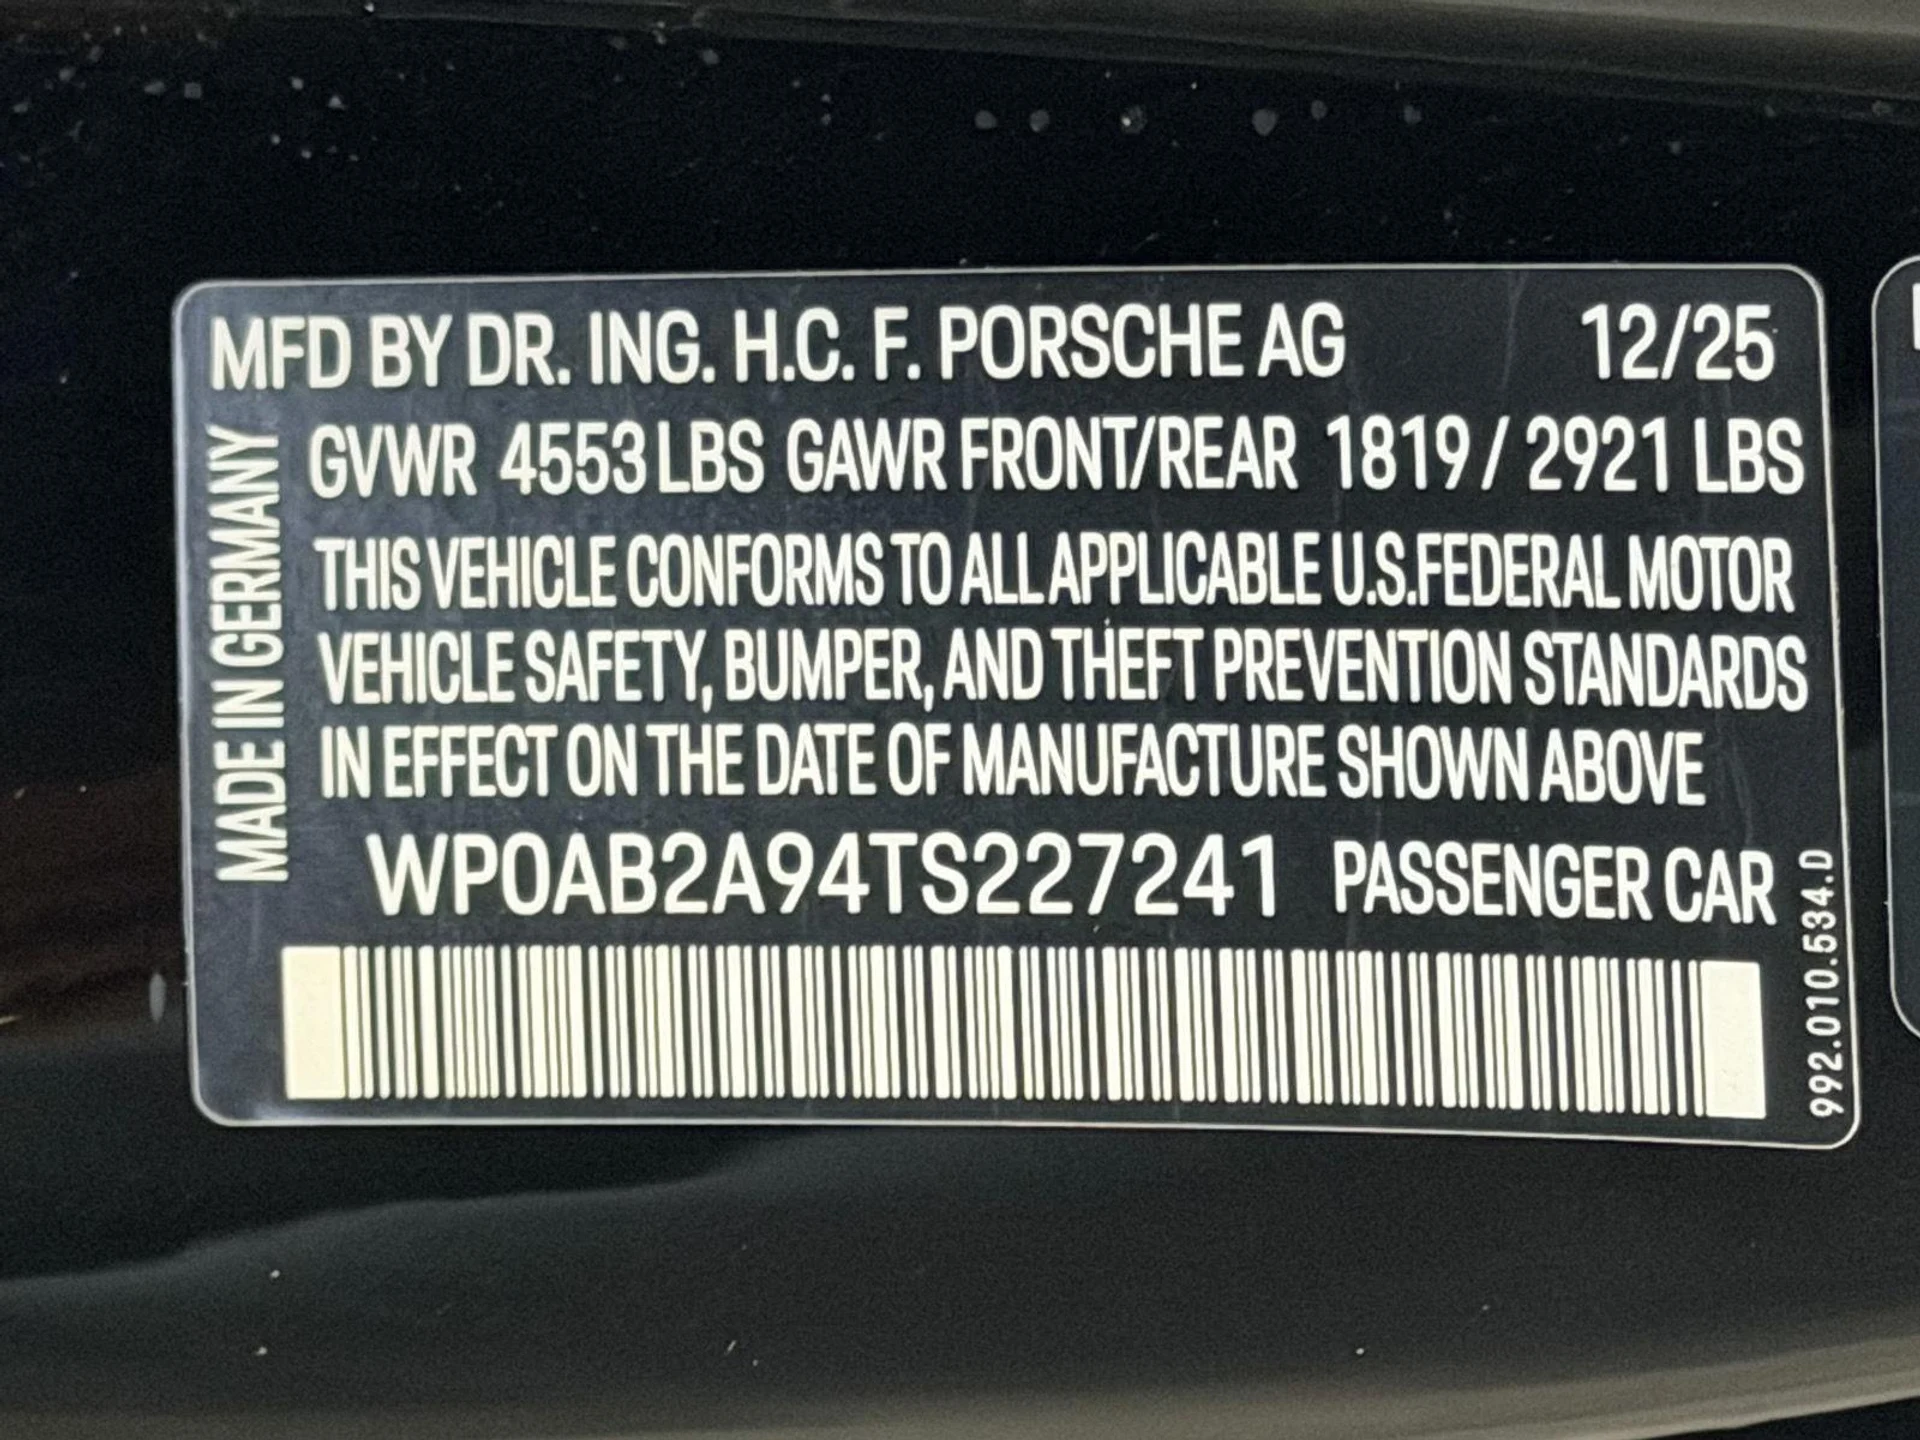 MFD BY DR. ING. H.C. F. PORSCHE AG 12/25
GVWR 4553 LBS GAWR FRONT/REAR 1819 / 2921 LBS
THIS VEHICLE CONFORMS TO ALL APPLICABLE U.S.FEDERAL MOTOR
VEHICLE SAFETY, BUMPER, AND THEFT PREVENTION STANDARDS
IN EFFECT ON THE DATE OF MANUFACTURE SHOWN ABOVE
WP0AB2A94TS227241 PASSENGER CAR
MADE IN GERMANY
992.010.534.D